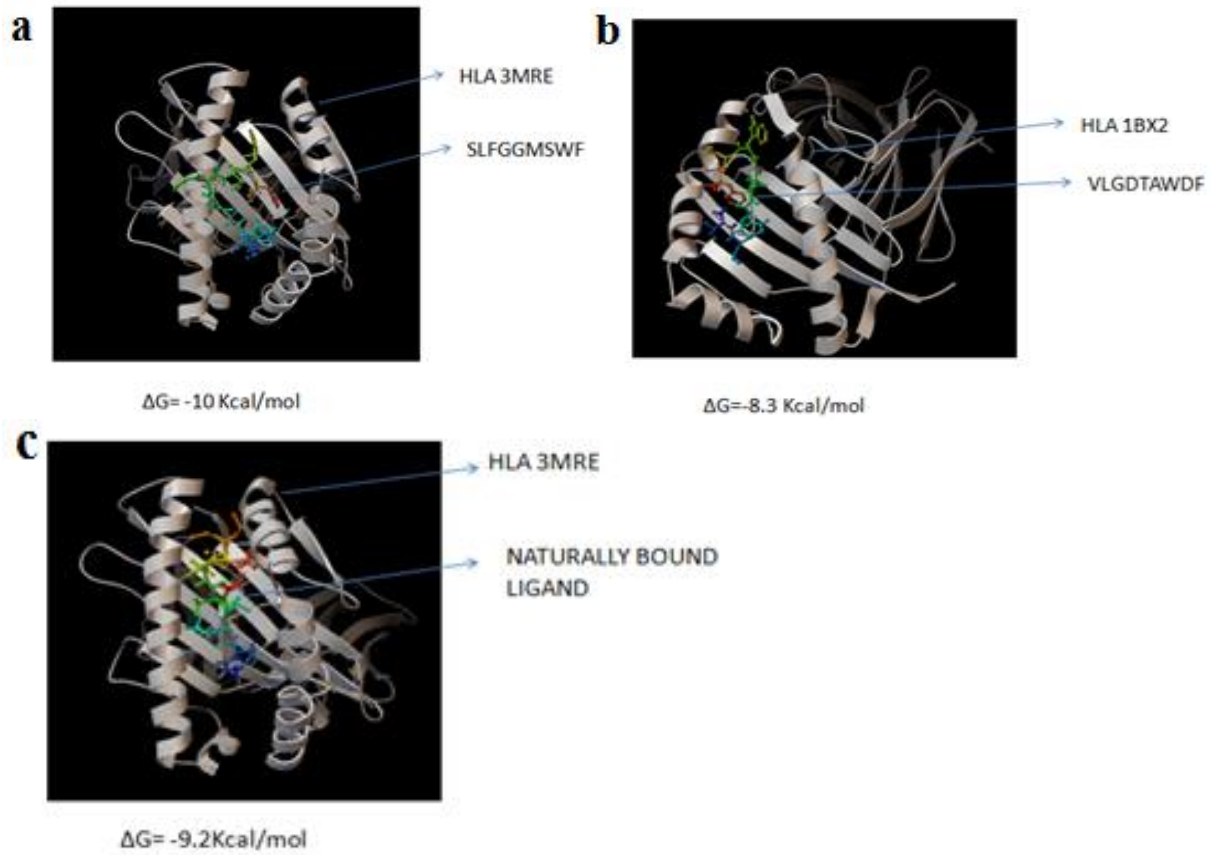 a
HLA 3MRE
SLFGGMSWF
ΔG= -10 Kcal/mol
b
HLA 1BX2
VLGDTAWDF
ΔG=-8.3 Kcal/mol
c
HLA 3MRE
NATURALLY BOUND
LIGAND
ΔG= -9.2Kcal/mol